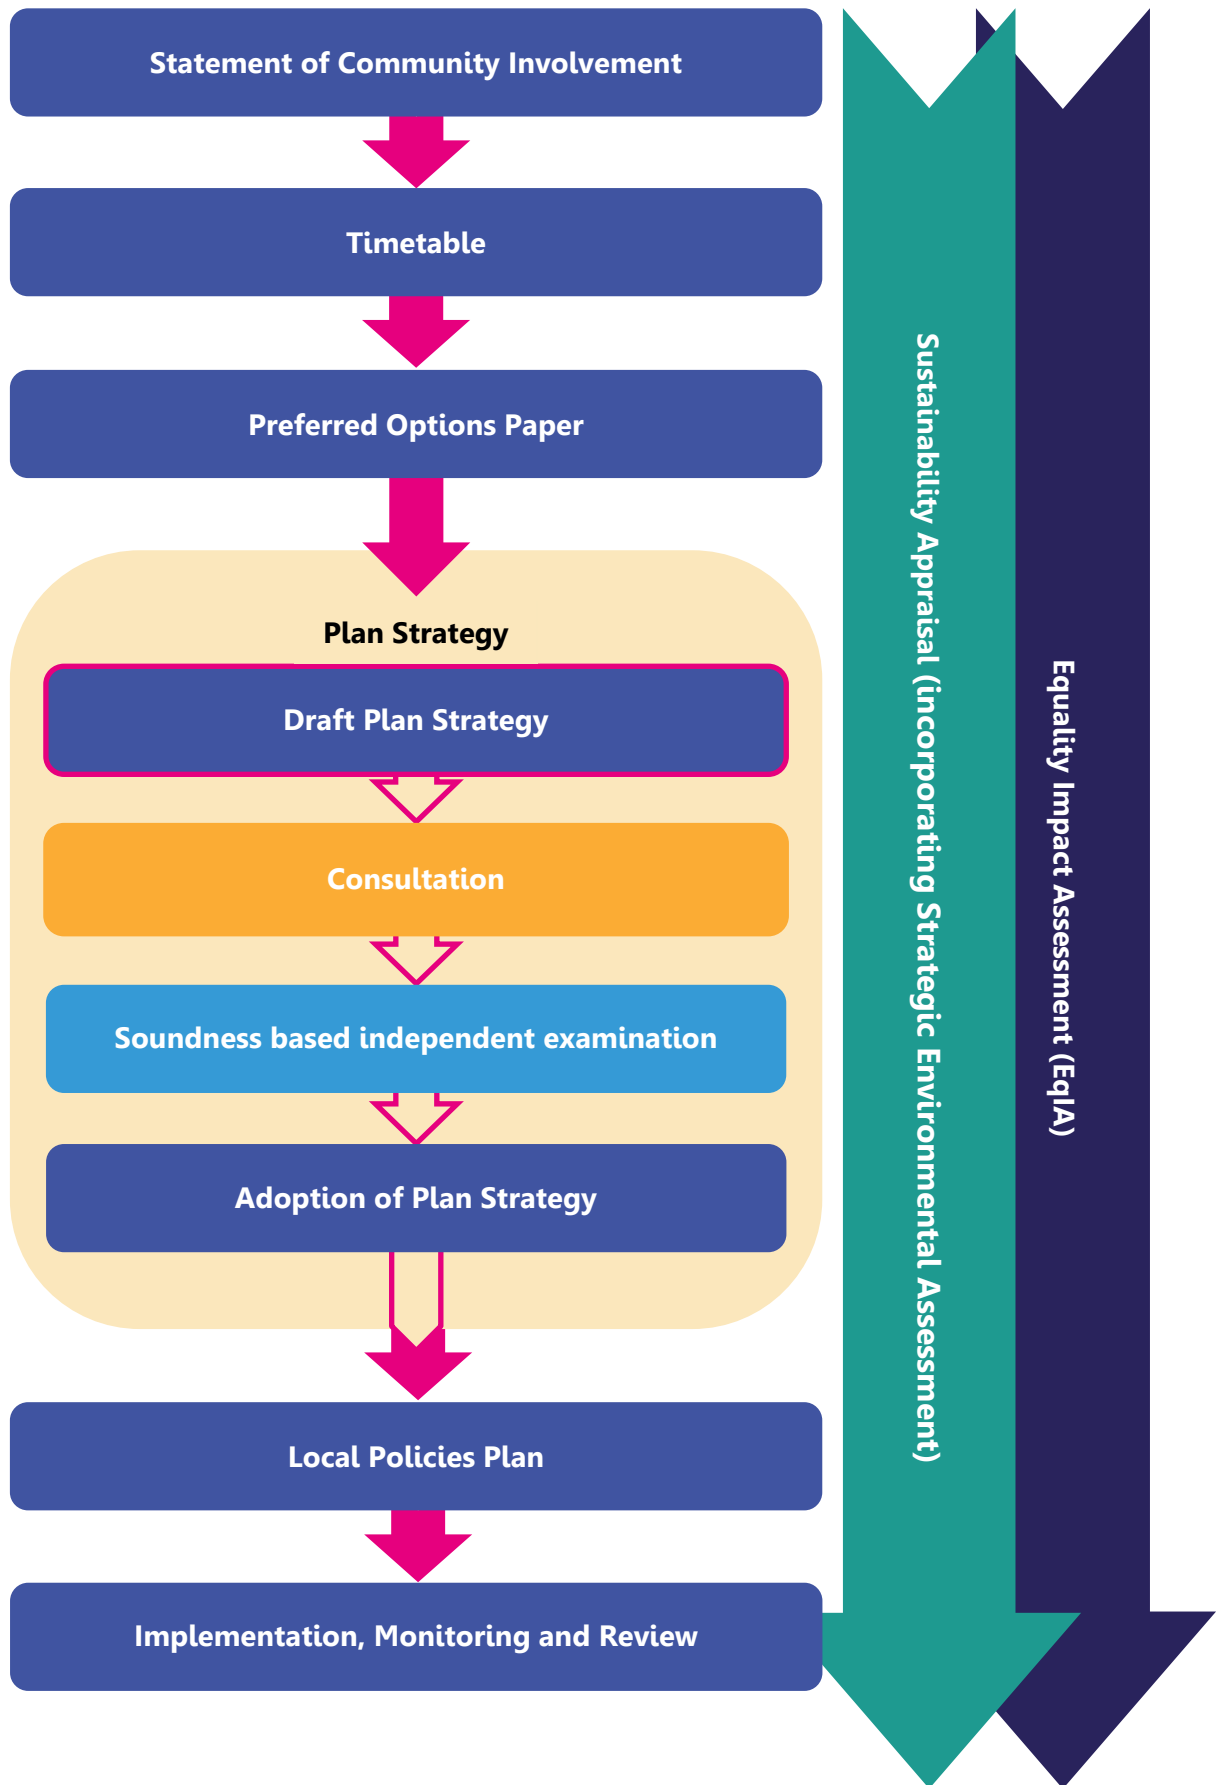 Statement of Community Involvement
Timetable
Preferred Options Paper
Plan Strategy
Draft Plan Strategy
Consultation
Soundness based independent examination
Adoption of Plan Strategy
Local Policies Plan
Implementation, Monitoring and Review
Sustainability Appraisal (incorporating Strategic Environmental Assessment)
Equality Impact Assessment (EqIA)